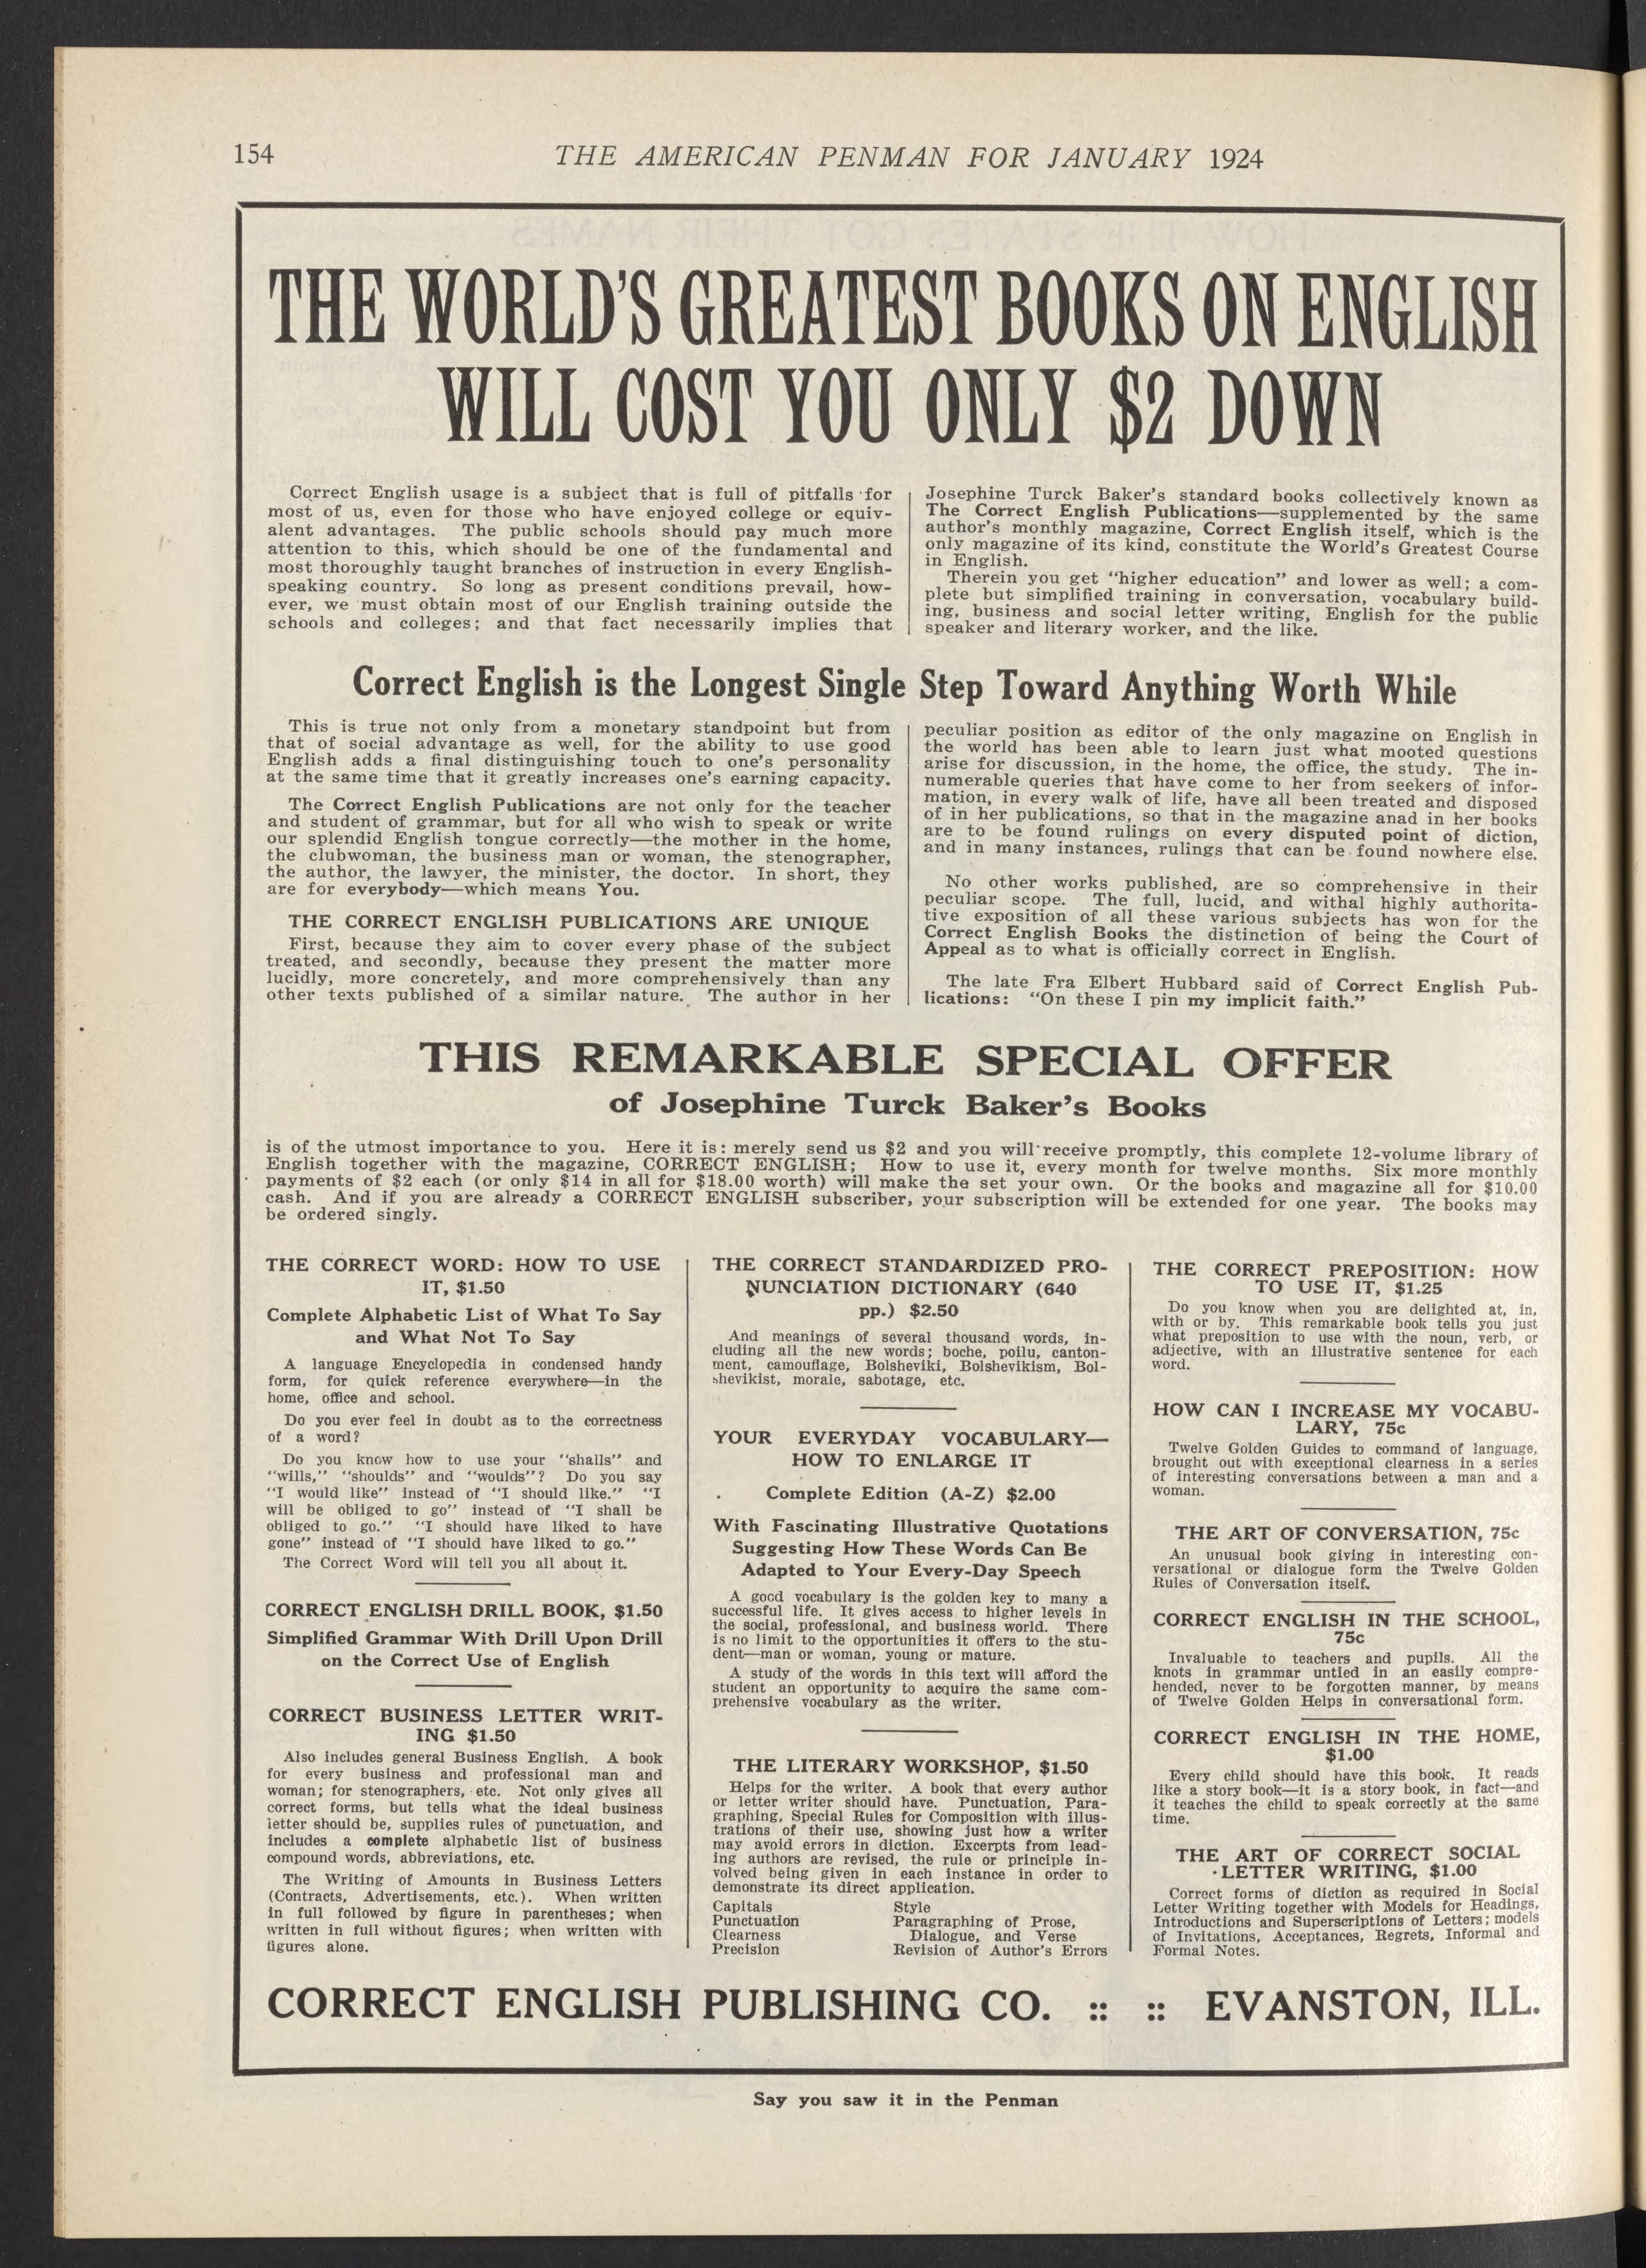 154
THE AMERICAN PENMAN FOR JANUARY 1924
THE WORLD'S GREATEST BOOKS ON ENGLISH
WILL COST YOU ONLY $2 DOWN
Correct English usage is a subject that is full of pitfalls for
most of us, even for those who have enjoyed college or equiv-
alent advantages. The public schools should pay much more
attention to this, which should be one of the fundamental and
most thoroughly taught branches of instruction in every English-
speaking country. So long as present conditions prevail, how-
ever, we must obtain most of our English training outside the
schools and colleges; and that fact necessarily implies that
Josephine Turck Baker's standard books collectively known as
The Correct English Publications—supplemented by the same
author's monthly magazine, Correct English itself, which is the
only magazine of its kind, constitute the World's Greatest Course
in English.
Therein you get "higher education" and lower as well; a com-
plete but simplified training in conversation, vocabulary build-
ing, business and social letter writing, English for the public
speaker and literary worker, and the like.
Correct English is the Longest Single Step Toward Anything Worth While
This is true not only from a monetary standpoint but from
that of social advantage as well, for the ability to use good
English adds a final distinguishing touch to one's personality
at the same time that it greatly increases one's earning capacity.
The Correct English Publications are not only for the teacher
and student of grammar, but for all who wish to speak or write
our splendid English tongue correctly—the mother in the home,
the clubwoman, the business man or woman, the stenographer,
the author, the lawyer, the minister, the doctor. In short, they
are for everybody—which means You.
THE CORRECT ENGLISH PUBLICATIONS ARE UNIQUE
First, because they aim to cover every phase of the subject
treated, and secondly, because they present the matter more
lucidly, more concretely, and more comprehensively than any
other texts published of a similar nature. The author in her
peculiar position as editor of the only magazine on English in
the world has been able to learn just what mooted questions
arise for discussion, in the home, the office, the study. The in-
numerable queries that have come to her from seekers of infor-
mation, in every walk of life, have all been treated and disposed
of in her publications, so that in the magazine anad in her books
are to be found rulings on every disputed point of diction,
and in many instances, rulings that can be found nowhere else.
No other works published, are so comprehensive in their
peculiar scope. The full, lucid, and withal highly authorita-
tive exposition of all these various subjects has won for the
Correct English Books the distinction of being the Court of
Appeal as to what is officially correct in English.
The late Fra Elbert Hubbard said of Correct English Pub-
lications: "On these I pin my implicit faith."
THIS REMARKABLE SPECIAL OFFER
of Josephine Turck Baker's Books
is of the utmost importance to you. Here it is: merely send us $2 and you will receive promptly, this complete 12-volume library of
English together with the magazine, CORRECT ENGLISH; How to use it, every month for twelve months. Six more monthly
payments of $2 each (or only $14 in all for $18.00 worth) will make the set your own. Or the books and magazine all for $10.00
cash. And if you are already a CORRECT ENGLISH subscriber, your subscription will be extended for one year. The books may
be ordered singly.
THE CORRECT WORD: HOW TO USE
IT, $1.50
Complete Alphabetic List of What To Say
and What Not To Say
A language Encyclopedia in condensed handy
form, for quick reference everywhere—in the
home, office and school.
Do you ever feel in doubt as to the correctness
of a word?
Do you know how to use your "shalls" and
"wills," "shoulds" and "woulds"? Do you say
"I would like" instead of "I should like." "I
will be obliged to go" instead of "I shall be
obliged to go." "I should have liked to have
gone" instead of "I should have liked to go."
The Correct Word will tell you all about it.
CORRECT ENGLISH DRILL BOOK, $1.50
Simplified Grammar With Drill Upon Drill
on the Correct Use of English
CORRECT BUSINESS LETTER WRIT-
ING $1.50
Also includes general Business English. A book
for every business and professional man and
woman; for stenographers, etc. Not only gives all
correct forms, but tells what the ideal business
letter should be, supplies rules of punctuation, and
includes a complete alphabetic list of business
compound words, abbreviations, etc.
The Writing of Amounts in Business Letters
(Contracts, Advertisements, etc.). When written
in full followed by figure in parentheses; when
written in full without figures; when written with
figures alone.
THE CORRECT STANDARDIZED PRO-
NUNCIATION DICTIONARY (640
pp.) $2.50
And meanings of several thousand words, in-
cluding all the new words; boche, poilu, canton-
ment, camouflage, Bolsheviki, Bolshevikism, Bol-
shevikist, morale, sabotage, etc.
YOUR EVERYDAY VOCABULARY—
HOW TO ENLARGE IT
Complete Edition (A-Z) $2.00
With Fascinating Illustrative Quotations
Suggesting How These Words Can Be
Adapted to Your Every-Day Speech
A good vocabulary is the golden key to many a
successful life. It gives access to higher levels in
the social, professional, and business world. There
is no limit to the opportunities it offers to the stu-
dent—man or woman, young or mature.
A study of the words in this text will afford the
student an opportunity to acquire the same com-
prehensive vocabulary as the writer.
THE LITERARY WORKSHOP, $1.50
Helps for the writer. A book that every author
or letter writer should have. Punctuation, Para-
graphing, Special Rules for Composition with illus-
trations of their use, showing just how a writer
may avoid errors in diction. Excerpts from lead-
ing authors are revised, the rule or principle in-
volved being given in each instance in order to
demonstrate its direct application.
Capitals Style
Punctuation Paragraphing of Prose,
Clearness Dialogue, and Verse
Precision Revision of Author's Errors
THE CORRECT PREPOSITION: HOW
TO USE IT, $1.25
Do you know when you are delighted at, in,
with or by. This remarkable book tells you just
what preposition to use with the noun, verb, or
adjective, with an illustrative sentence for each
word.
HOW CAN I INCREASE MY VOCABU-
LARY, 75c
Twelve Golden Guides to command of language,
brought out with exceptional clearness in a series
of interesting conversations between a man and a
woman.
THE ART OF CONVERSATION, 75c
An unusual book giving in interesting con-
versational or dialogue form the Twelve Golden
Rules of Conversation itself.
CORRECT ENGLISH IN THE SCHOOL,
75c
Invaluable to teachers and pupils. All the
knots in grammar untied in an easily compre-
hended, never to be forgotten manner, by means
of Twelve Golden Helps in conversational form.
CORRECT ENGLISH IN THE HOME,
$1.00
Every child should have this book. It reads
like a story book—it is a story book, in fact—and
it teaches the child to speak correctly at the same
time.
THE ART OF CORRECT SOCIAL
LETTER WRITING, $1.00
Correct forms of diction as required in Social
Letter Writing together with Models for Headings,
Introductions and Superscriptions of Letters; models
of Invitations, Acceptances, Regrets, Informal and
Formal Notes.
CORRECT ENGLISH PUBLISHING CO. :: :: EVANSTON, ILL.
Say you saw it in the Penman